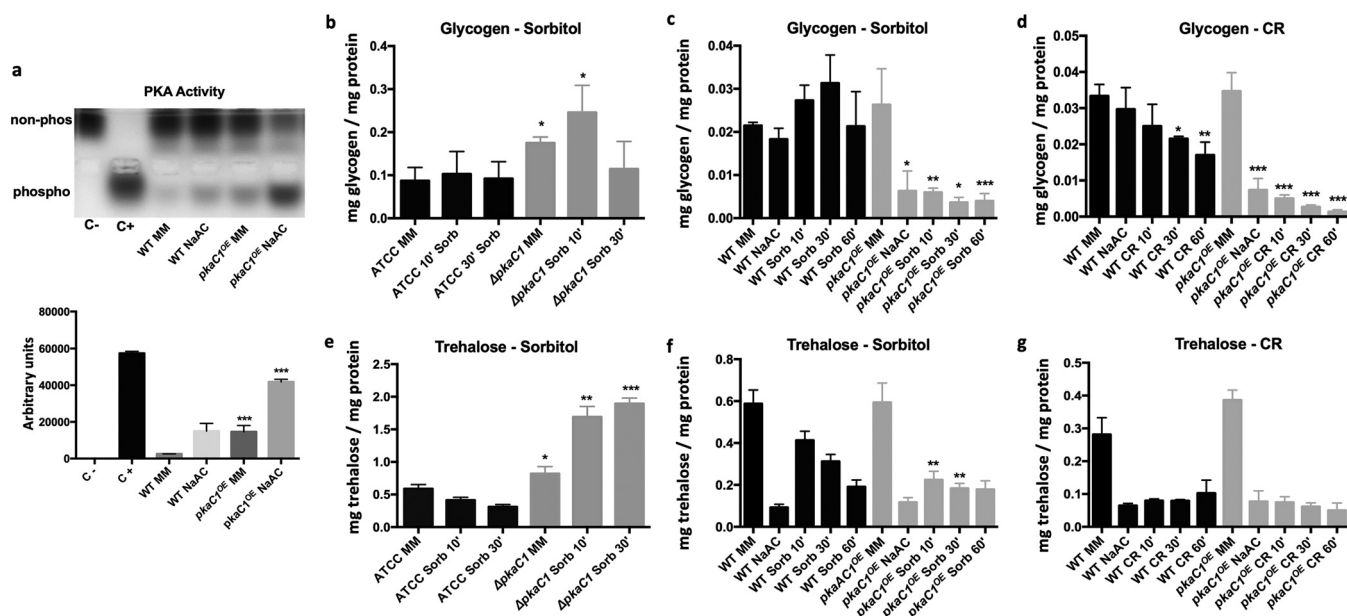 a
PKA Activity
non-phos
phospho
C-
C+
WT MM
WT NaAC
pkaC1OE MM
pkaC1OE NaAC
Arbitrary units
80000
60000
40000
20000
0
***
***
C -
C +
WT MM
WT NaAC
pkaC1OE MM
pkaC1OE NaAC
b
Glycogen - Sorbitol
mg glycogen / mg protein
0.4
0.3
0.2
0.1
0.0
*
*
ATCC MM
ATCC 10' Sorb
ATCC 30' Sorb
ΔpkaC1 MM
ΔpkaC1 Sorb 10'
ΔpkaC1 Sorb 30'
c
Glycogen - Sorbitol
mg glycogen / mg protein
0.04
0.03
0.02
0.01
0.00
*
**
*
***
WT MM
WT NaAC
WT Sorb 10'
WT Sorb 30'
WT Sorb 60'
pkaC1OE MM
pkaC1OE NaAC
pkaC1OE Sorb 10'
pkaC1OE Sorb 30'
pkaC1OE Sorb 60'
d
Glycogen - CR
mg glycogen / mg protein
0.05
0.04
0.03
0.02
0.01
0.00
*
**
***
***
***
***
WT MM
WT NaAC
WT CR 10'
WT CR 30'
WT CR 60'
pkaC1OE MM
pkaC1OE NaAC
pkaC1OE CR 10'
pkaC1OE CR 30'
pkaC1OE CR 60'
e
Trehalose - Sorbitol
mg trehalose / mg protein
2.5
2.0
1.5
1.0
0.5
0.0
*
**
***
ATCC MM
ATCC Sorb 10'
ATCC Sorb 30'
ΔpkaC1 MM
ΔpkaC1 Sorb 10'
ΔpkaC1 Sorb 30'
f
Trehalose - Sorbitol
mg trehalose / mg protein
0.8
0.6
0.4
0.2
0.0
**
**
WT MM
WT NaAC
WT Sorb 10'
WT Sorb 30'
WT Sorb 60'
pkaAC1OE MM
pkaC1OE NaAC
pkaC1OE Sorb 10'
pkaC1OE Sorb 30'
pkaC1OE Sorb 60'
g
Trehalose - CR
mg trehalose / mg protein
0.5
0.4
0.3
0.2
0.1
0.0
WT MM
WT NaAC
WT CR 10'
WT CR 30'
WT CR 60'
pkaC1OE MM
pkaC1OE NaAC
pkaC1OE CR 10'
pkaC1OE CR 30'
pkaC1OE CR 60'